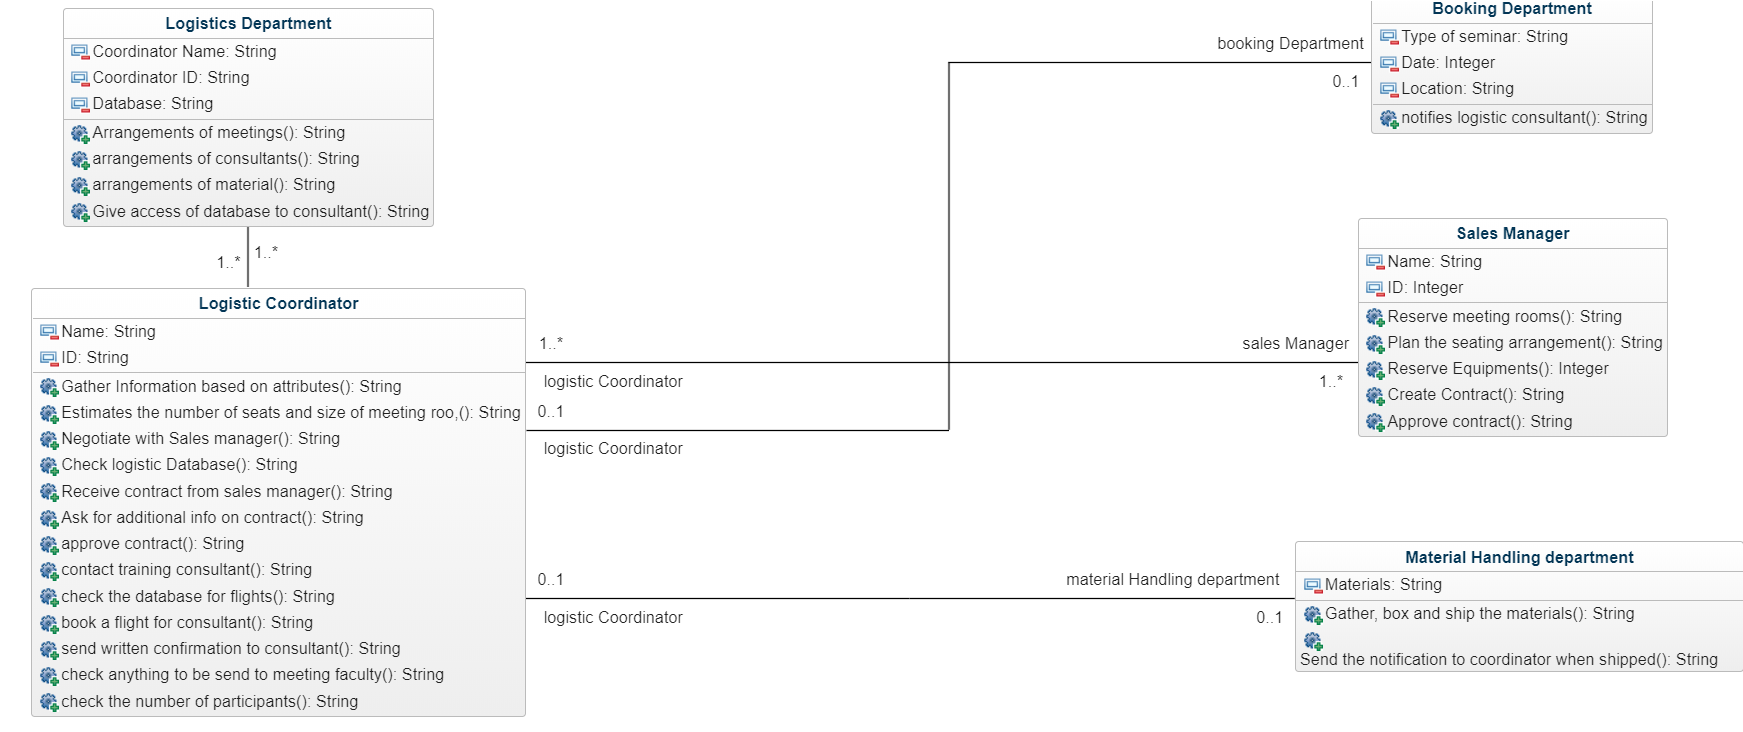 Logistics Department
Coordinator Name: String
Coordinator ID: String
Database: String
Arrangements of meetings(): String
arrangements of consultants(): String
arrangements of material(): String
Give access of database to consultant(): String
1..*
1..*
Logistic Coordinator
Name: String
ID: String
Gather Information based on attributes(): String
Estimates the number of seats and size of meeting roo,(): String
Negotiate with Sales manager(): String
Check logistic Database(): String
Receive contract from sales manager(): String
Ask for additional info on contract(): String
approve contract(): String
contact training consultant(): String
check the database for flights(): String
book a flight for consultant(): String
send written confirmation to consultant(): String
check anything to be send to meeting faculty(): String
check the number of participants(): String
1..*
logistic Coordinator
0..1
logistic Coordinator
0..1
logistic Coordinator
booking Department
0..1
Booking Department
Type of seminar: String
Date: Integer
Location: String
notifies logistic consultant(): String
sales Manager
1..*
Sales Manager
Name: String
ID: Integer
Reserve meeting rooms(): String
Plan the seating arrangement(): String
Reserve Equipments(): Integer
Create Contract(): String
Approve contract(): String
material Handling department
0..1
Material Handling department
Materials: String
Gather, box and ship the materials(): String
Send the notification to coordinator when shipped(): String